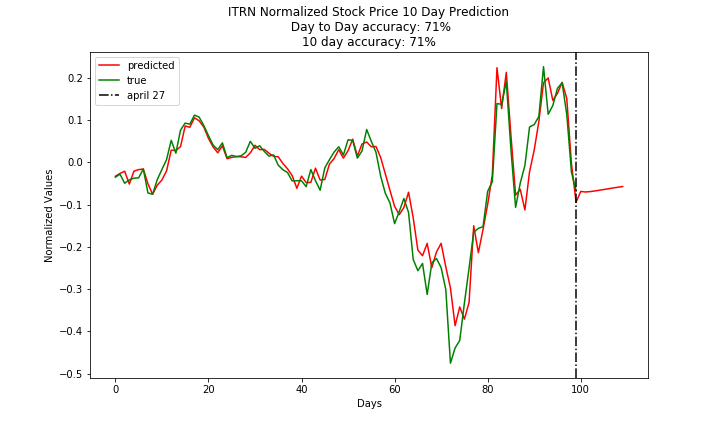 ITRN Normalized Stock Price 10 Day Prediction
Day to Day accuracy: 71%
10 day accuracy: 71%
predicted
true
april 27
Normalized Values
0.2
0.1
0.0
−0.1
−0.2
−0.3
−0.4
−0.5
0 20 40 60 80 100
Days